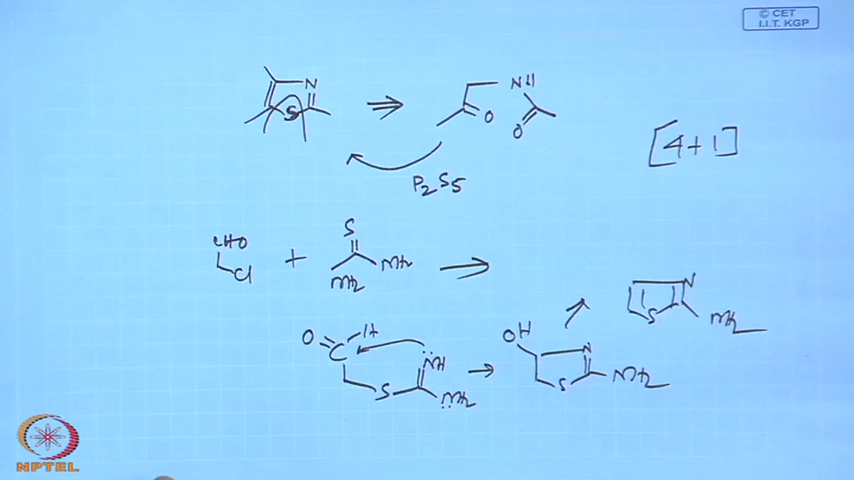 © CET
I.I.T. KGP
N
S
NH
O
O
[4+1]
P2S5
S
CHO
Cl
+
NH2
NH2
N
S
NH2
O
C
H
NH
S
NH2
OH
N
S
NH2
NPTEL